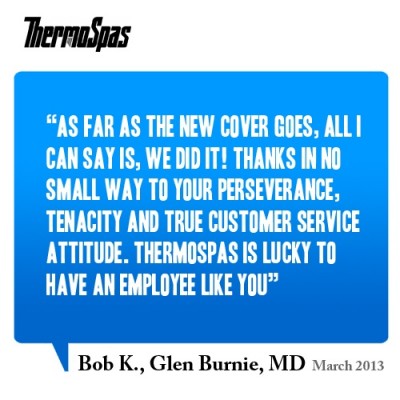 ThermoSpas
“AS FAR AS THE NEW COVER GOES, ALL I
CAN SAY IS, WE DID IT! THANKS IN NO
SMALL WAY TO YOUR PERSEVERANCE,
TENACITY AND TRUE CUSTOMER SERVICE
ATTITUDE. THERMOSPAS IS LUCKY TO
HAVE AN EMPLOYEE LIKE YOU”
Bob K., Glen Burnie, MD March 2013